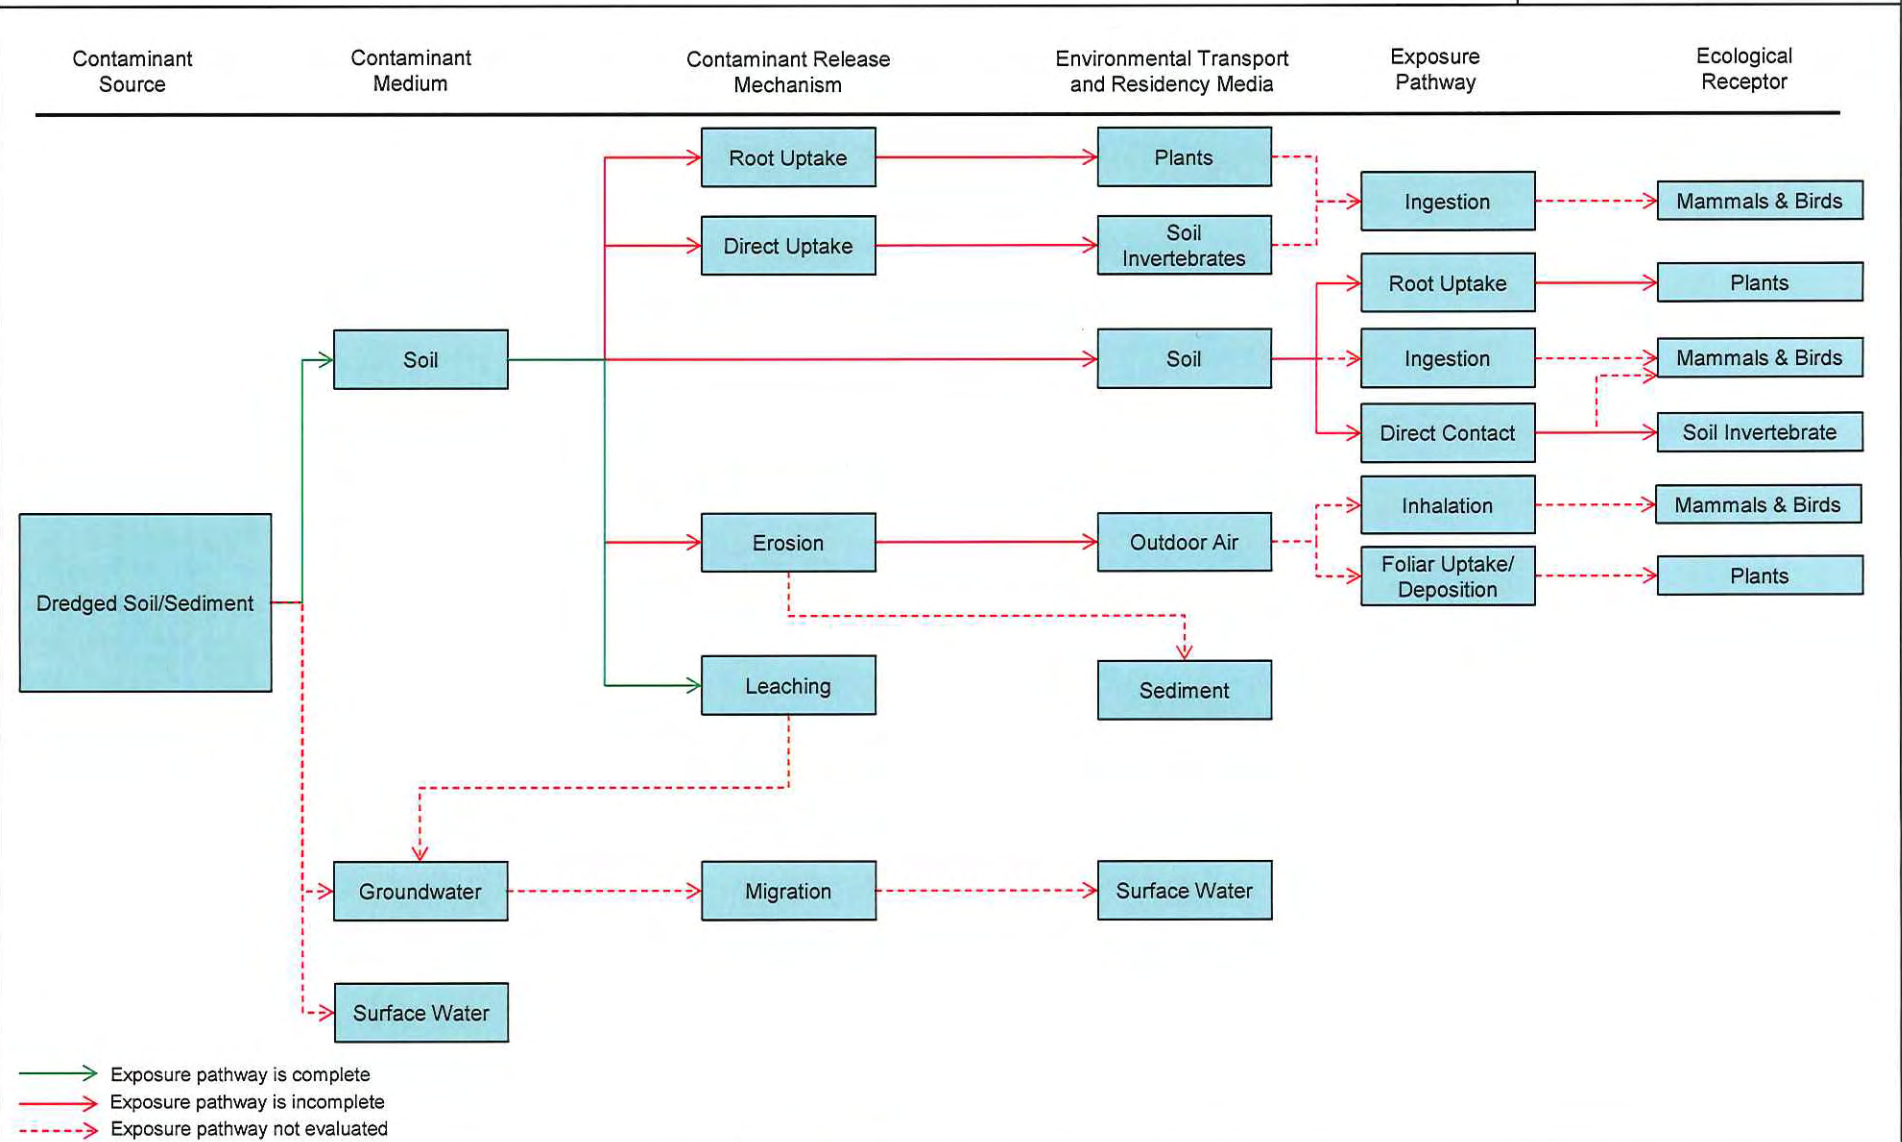 Contaminant
Source
Contaminant
Medium
Contaminant Release
Mechanism
Environmental Transport
and Residency Media
Exposure
Pathway
Ecological
Receptor
Root Uptake
Plants
Ingestion
Mammals & Birds
Direct Uptake
Soil
Invertebrates
Root Uptake
Plants
Soil
Soil
Ingestion
Mammals & Birds
Direct Contact
Soil Invertebrate
Inhalation
Mammals & Birds
Erosion
Outdoor Air
Foliar Uptake/
Deposition
Plants
Dredged Soil/Sediment
Leaching
Sediment
Groundwater
Migration
Surface Water
Surface Water
Exposure pathway is complete
Exposure pathway is incomplete
Exposure pathway not evaluated